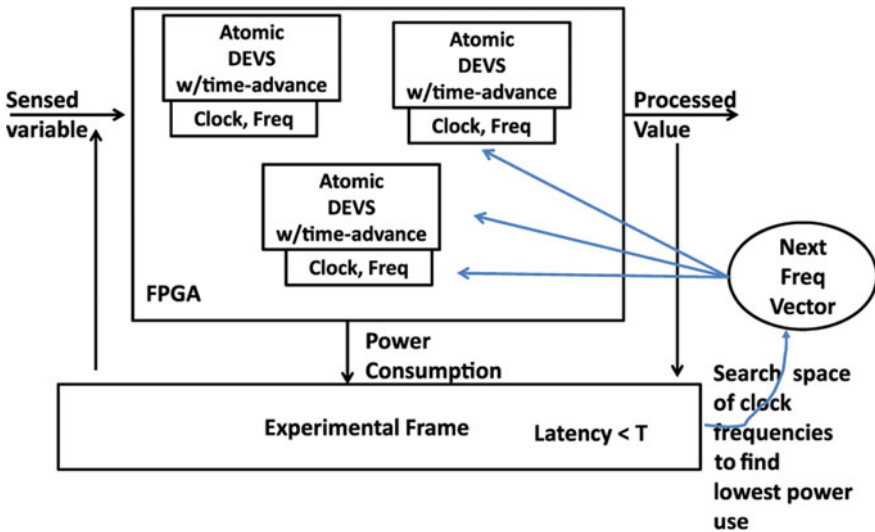 Atomic
DEVS
w/time-advance
Clock, Freq
Atomic
DEVS
w/time-advance
Clock, Freq
Sensed
variable
Processed
Value
Atomic
DEVS
w/time-advance
Clock, Freq
FPGA
Next
Freq
Vector
Power
Consumption
Experimental Frame
Latency < T
Search space
of clock
frequencies
to find
lowest power
use